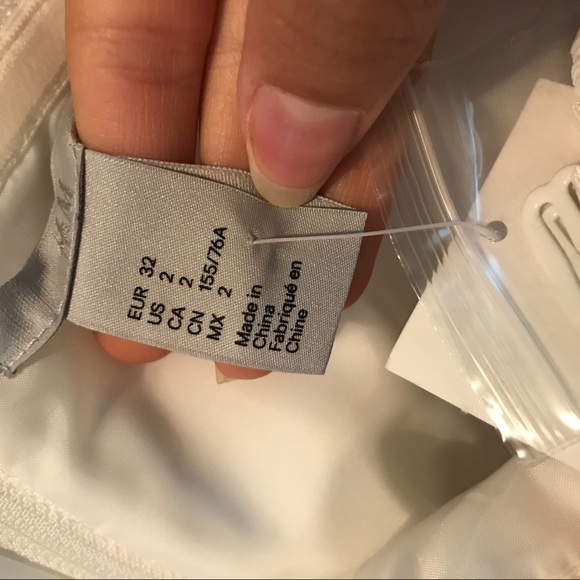 EUR 32
US 2
CA 2
CN 155/76A
MX 2
Made in
China
Fabriqué en
Chine